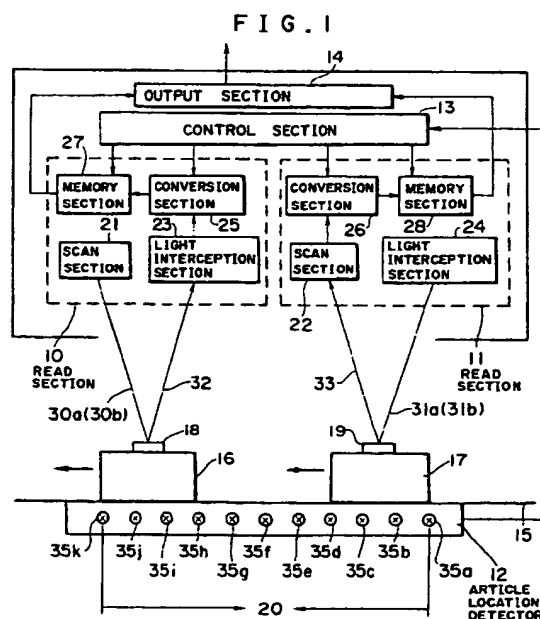 FIG.1
14
OUTPUT SECTION
13
CONTROL SECTION
27
MEMORY SECTION
21
CONVERSION SECTION
23
25
CONVERSION SECTION
26
MEMORY SECTION
28
24
SCAN SECTION
LIGHT INTERCEPTION SECTION
SCAN SECTION
22
LIGHT INTERCEPTION SECTION
10
READ SECTION
11
READ SECTION
32
33
30a(30b)
31a(31b)
18
16
19
17
15
35k
35j
35i
35h
35g
35f
35e
35d
35c
35b
35a
12
ARTICLE LOCATION DETECTOR
20